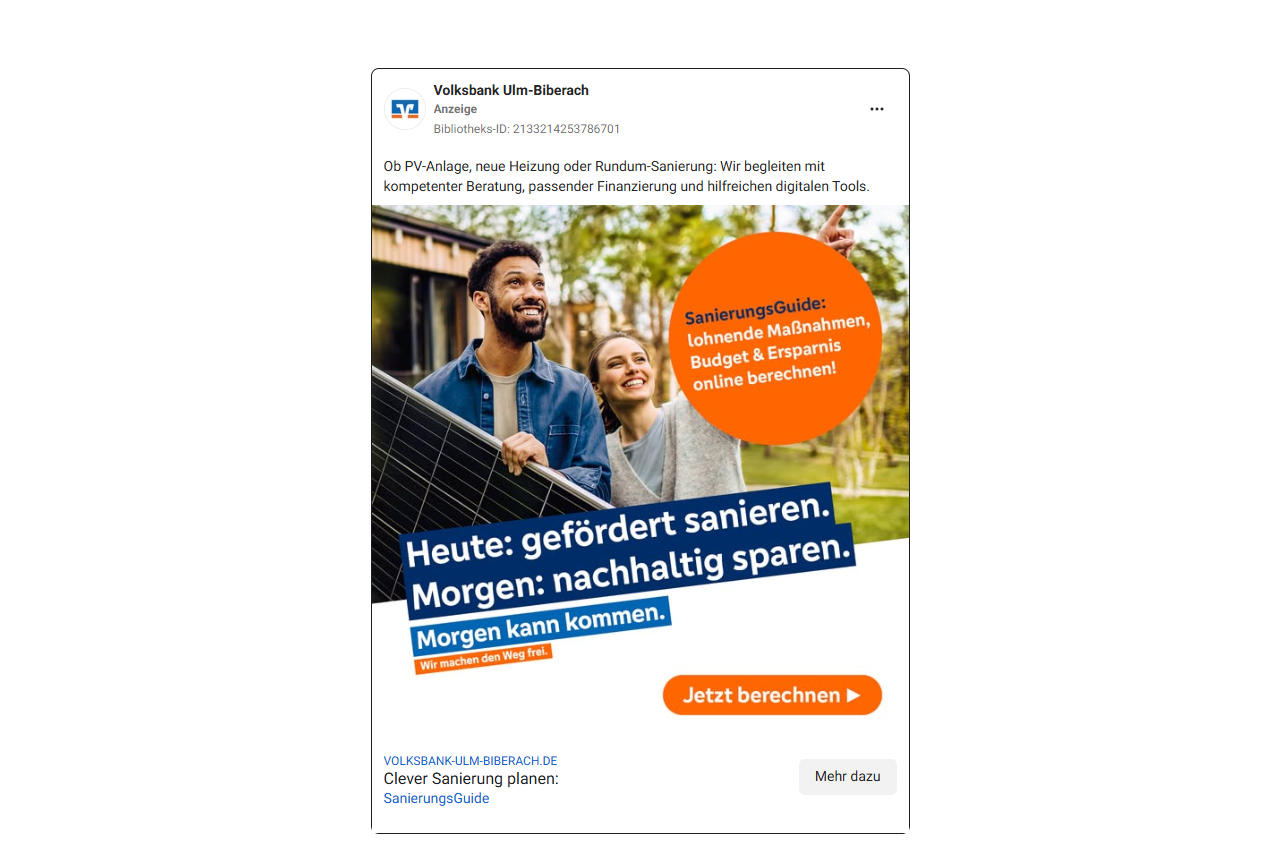 Volksbank Ulm-Biberach
Anzeige
Bibliotheks-ID: 2133214253786701
Ob PV-Anlage, neue Heizung oder Rundum-Sanierung: Wir begleiten mit
kompetenter Beratung, passender Finanzierung und hilfreichen digitalen Tools.
SanierungsGuide:
lohnende Maßnahmen,
Budget & Ersparnis
online berechnen!
Heute: gefördert sanieren.
Morgen: nachhaltig sparen.
Morgen kann kommen.
Wir machen den Weg frei.
Jetzt berechnen
VOLKSBANK-ULM-BIBERACH.DE
Clever Sanierung planen:
SanierungsGuide
Mehr dazu